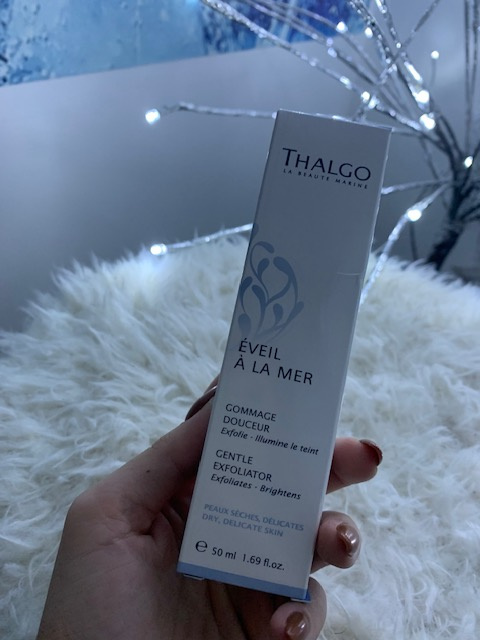 THALGO
LA BEAUTÉ MARINE
ÉVEIL
À LA MER
GOMMAGE
DOUCEUR
Exfolie - Illumine le teint
GENTLE
EXFOLIATOR
Exfoliates - Brightens
PEAUX SÈCHES, DÉLICATES
DRY, DELICATE SKIN
e 50 ml 1.69 fl.oz.